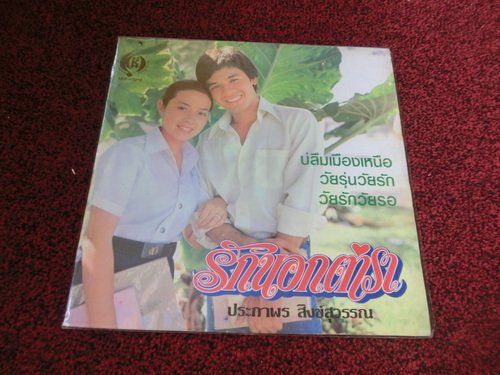 บ่ลืมเมืองเหนือ
วัยรุ่นวัยรัก
วัยรักวัยรอ
รักนอกตำรา
ประภาพร สิงข์สุวรรณ